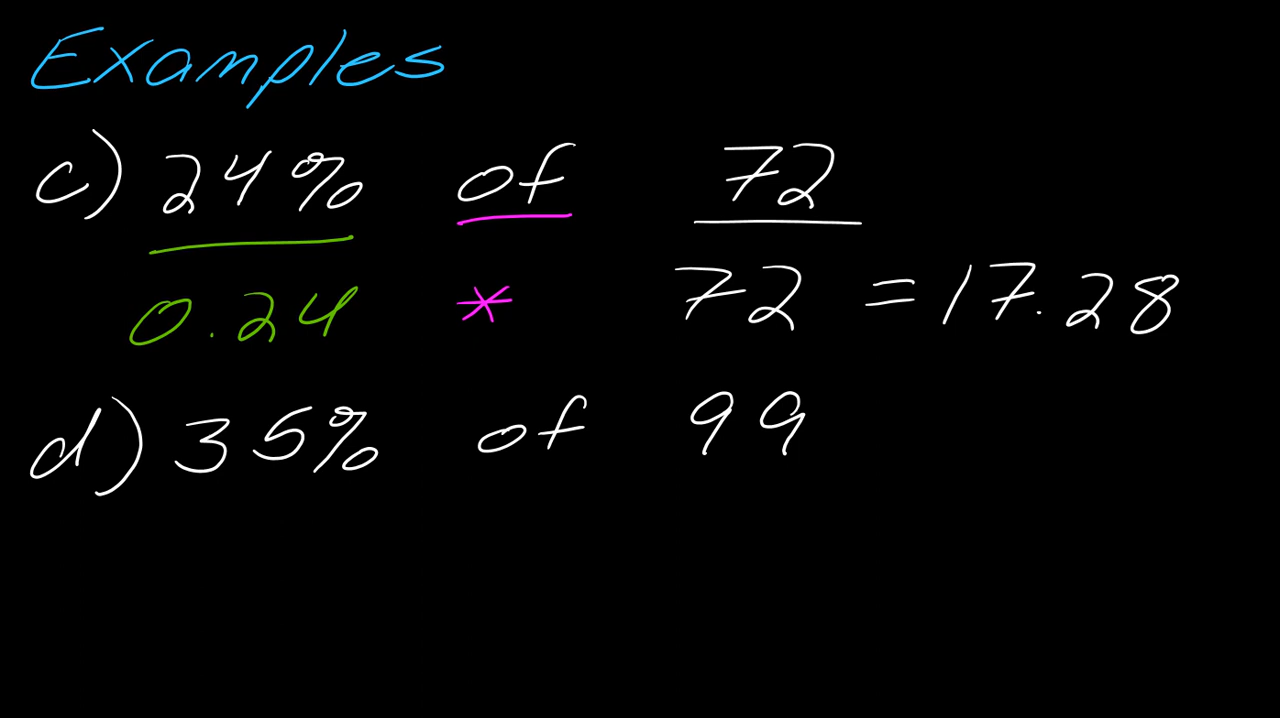 Examples
c) 24% of 72
0.24 * 72 = 17.28
d) 35% of 99